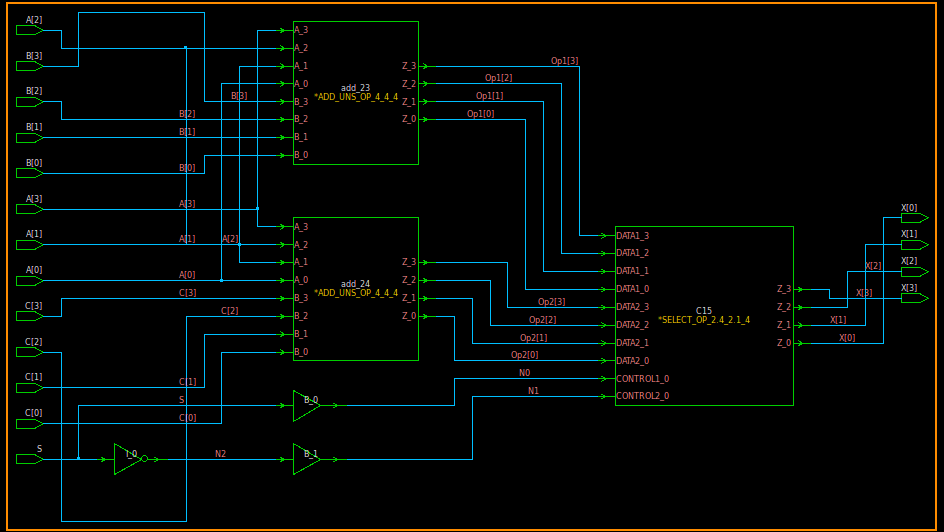 A[2]
B[3]
B[2]
B[1]
B[0]
A[3]
A[1]
A[0]
C[3]
C[2]
C[1]
C[0]
S
B[3]
B[2]
B[1]
B[0]
A[3]
A[1]
A[2]
A[0]
C[3]
C[2]
C[1]
S
C[0]
N2
I_0
A_3
A_2
A_1
A_0
B_3
B_2
B_1
B_0
add_23
*ADD_UNS_OP_4_4_4
Z_3
Z_2
Z_1
Z_0
A_3
A_2
A_1
A_0
B_3
B_2
B_1
B_0
add_24
*ADD_UNS_OP_4_4_4
Z_3
Z_2
Z_1
Z_0
B_0
B_1
Op1[3]
Op1[2]
Op1[1]
Op1[0]
Op2[3]
Op2[2]
Op2[1]
Op2[0]
N0
N1
DATA1_3
DATA1_2
DATA1_1
DATA1_0
DATA2_3
DATA2_2
DATA2_1
DATA2_0
CONTROL1_0
CONTROL2_0
C15
*SELECT_OP_2.4_2.1_4
Z_3
Z_2
Z_1
Z_0
X[2]
X[3]
X[1]
X[0]
X[0]
X[1]
X[2]
X[3]